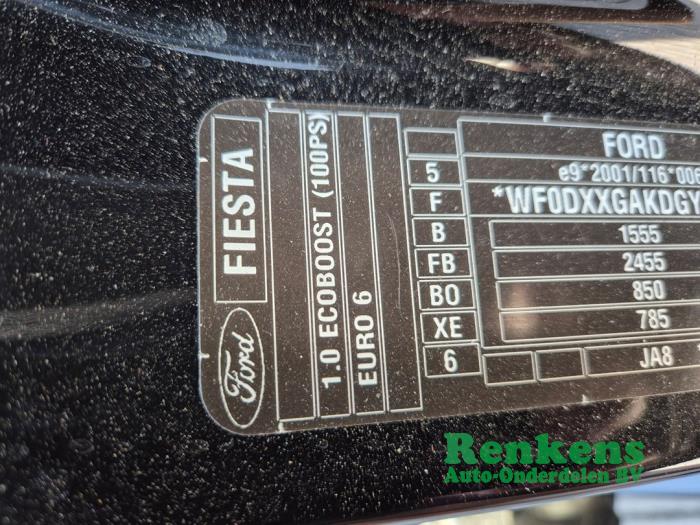 Ford
FIESTA
1.0 ECOBOOST (100PS)
EURO 6
FORD
5 e9*2001/116*006
F *WF0DXXGAKDGY
B 1555
FB 2455
BO 850
XE 785
6 JA8
Renkens
Auto-Onderdelen BV